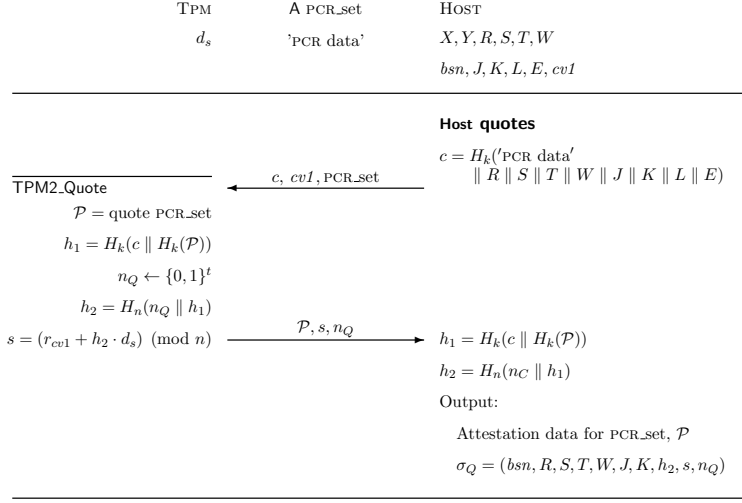 TPM A PCR_set HOST
d_s 'PCR data' X, Y, R, S, T, W
bsn, J, K, L, E, cv1
Host quotes
c = H_k('PCR data'
∥ R ∥ S ∥ T ∥ W ∥ J ∥ K ∥ L ∥ E)
c, cv1, PCR_set
TPM2_Quote
𝒫 = quote PCR_set
h_1 = H_k(c ∥ H_k(𝒫))
n_Q ← {0, 1}^t
h_2 = H_n(n_Q ∥ h_1)
s = (r_cv1 + h_2 · d_s) (mod n) 𝒫, s, n_Q h_1 = H_k(c ∥ H_k(𝒫))
h_2 = H_n(n_C ∥ h_1)
Output:
Attestation data for PCR_set, 𝒫
σ_Q = (bsn, R, S, T, W, J, K, h_2, s, n_Q)